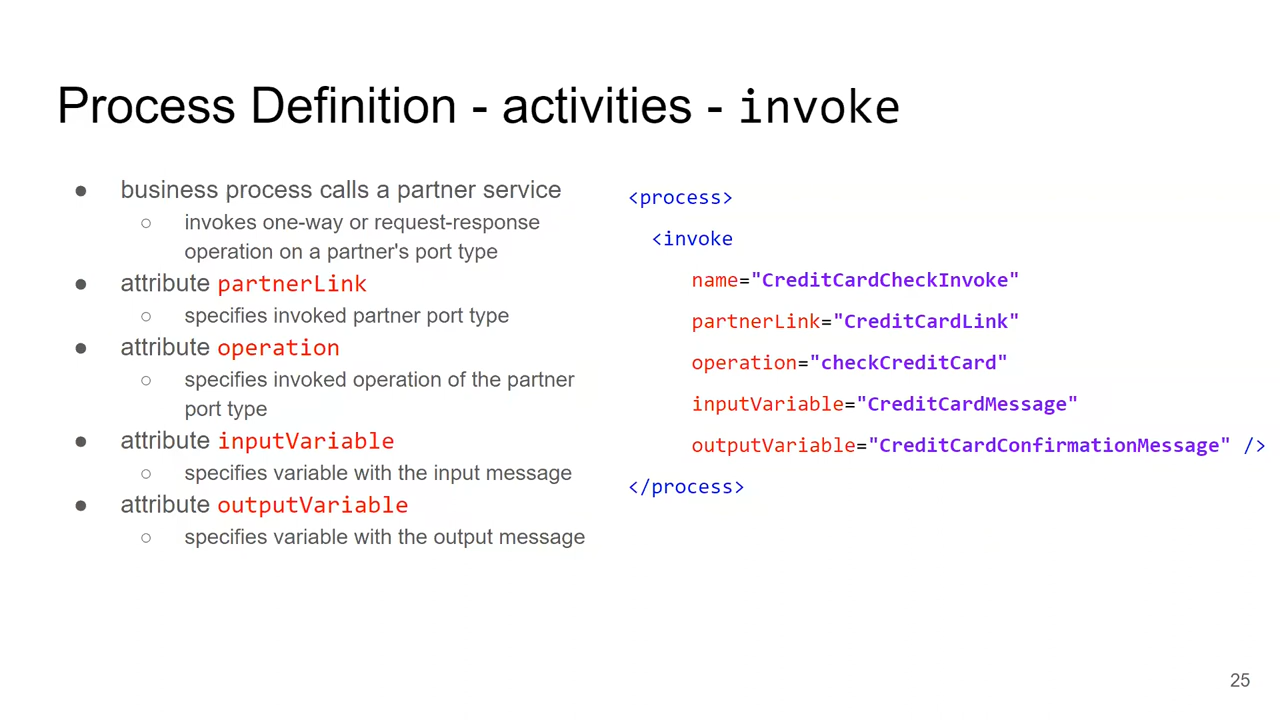 Process Definition - activities - invoke
● business process calls a partner service
○ invokes one-way or request-response
operation on a partner's port type
● attribute partnerLink
○ specifies invoked partner port type
● attribute operation
○ specifies invoked operation of the partner
port type
● attribute inputVariable
○ specifies variable with the input message
● attribute outputVariable
○ specifies variable with the output message
<process>
<invoke
name="CreditCardCheckInvoke"
partnerLink="CreditCardLink"
operation="checkCreditCard"
inputVariable="CreditCardMessage"
outputVariable="CreditCardConfirmationMessage" />
</process>
25